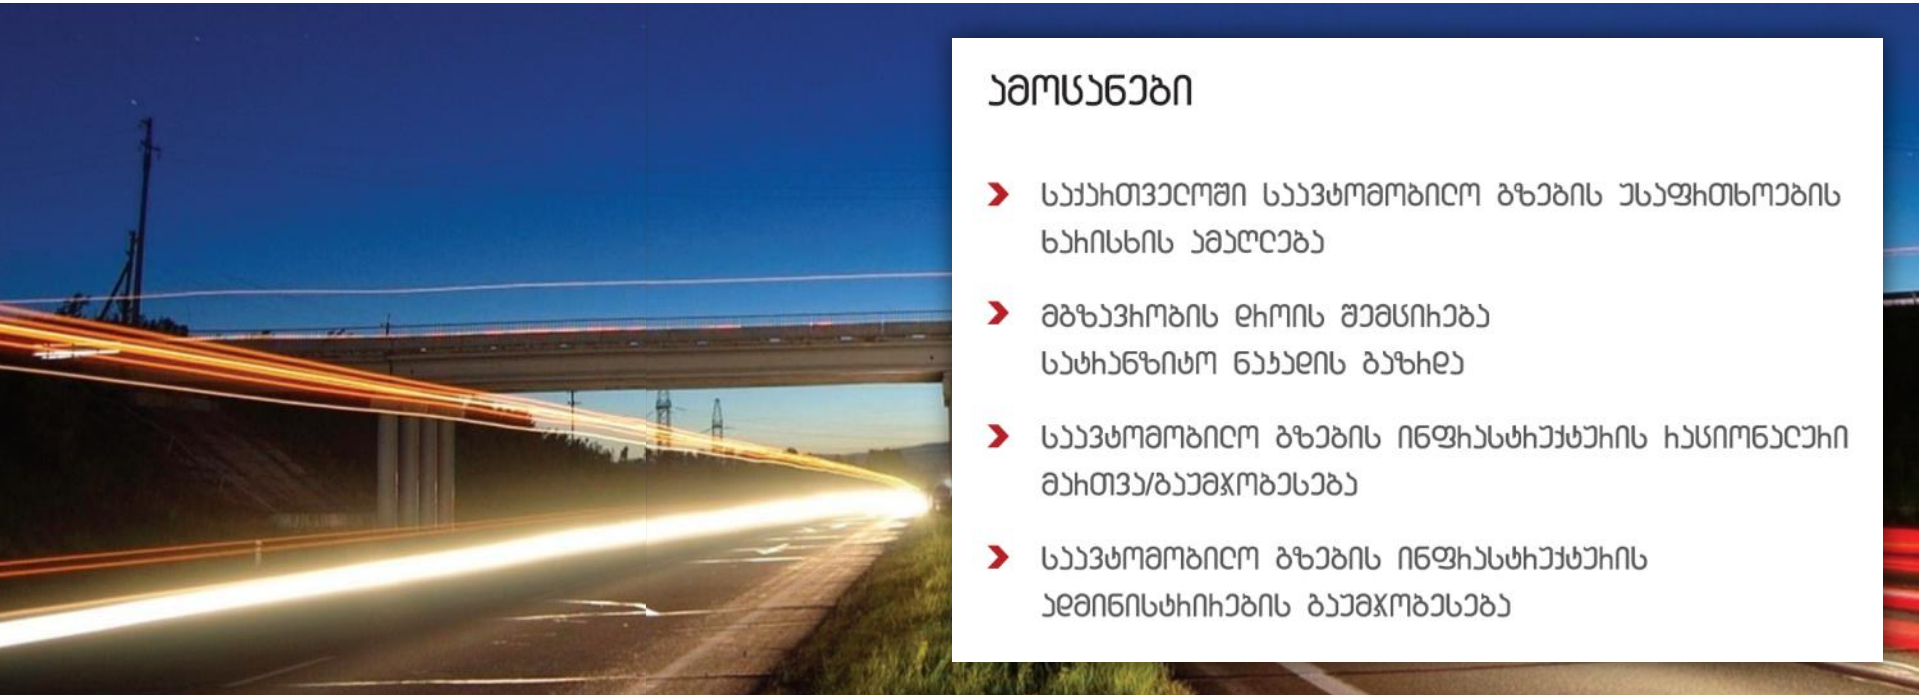 ამოცანები
საქართველოში საავტომობილო გზების უსაფრთხოების
ხარისხის ამაღლება
მგზავრობის დროის შემცირება
სატრანზიტო ნაკადის გაზრდა
საავტომობილო გზების ინფრასტრუქტურის რაციონალური
მართვა/გაუმჯობესება
საავტომობილო გზების ინფრასტრუქტურის
ადმინისტრირების გაუმჯობესება